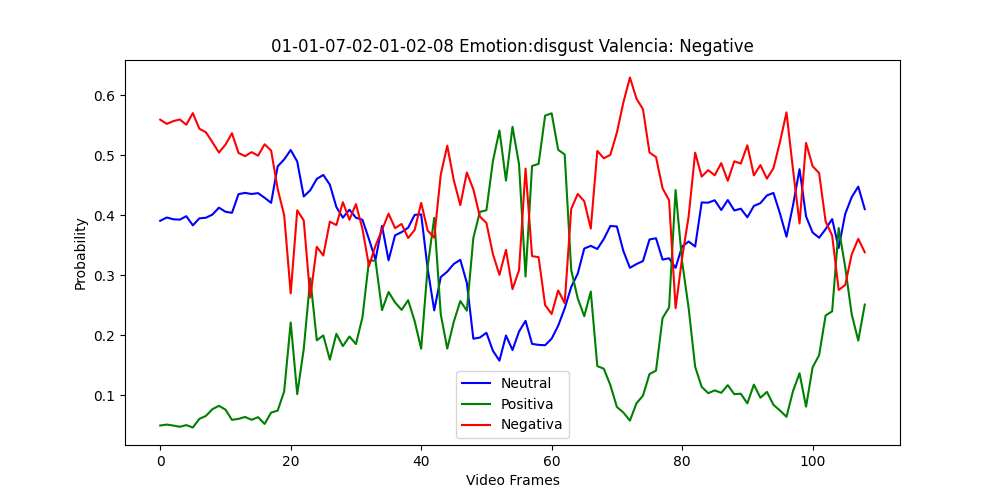 01-01-07-02-01-02-08 Emotion:disgust Valencia: Negative
Probability
0.6
0.5
0.4
0.3
0.2
0.1
Neutral
Positiva
Negativa
0 20 40 60 80 100
Video Frames